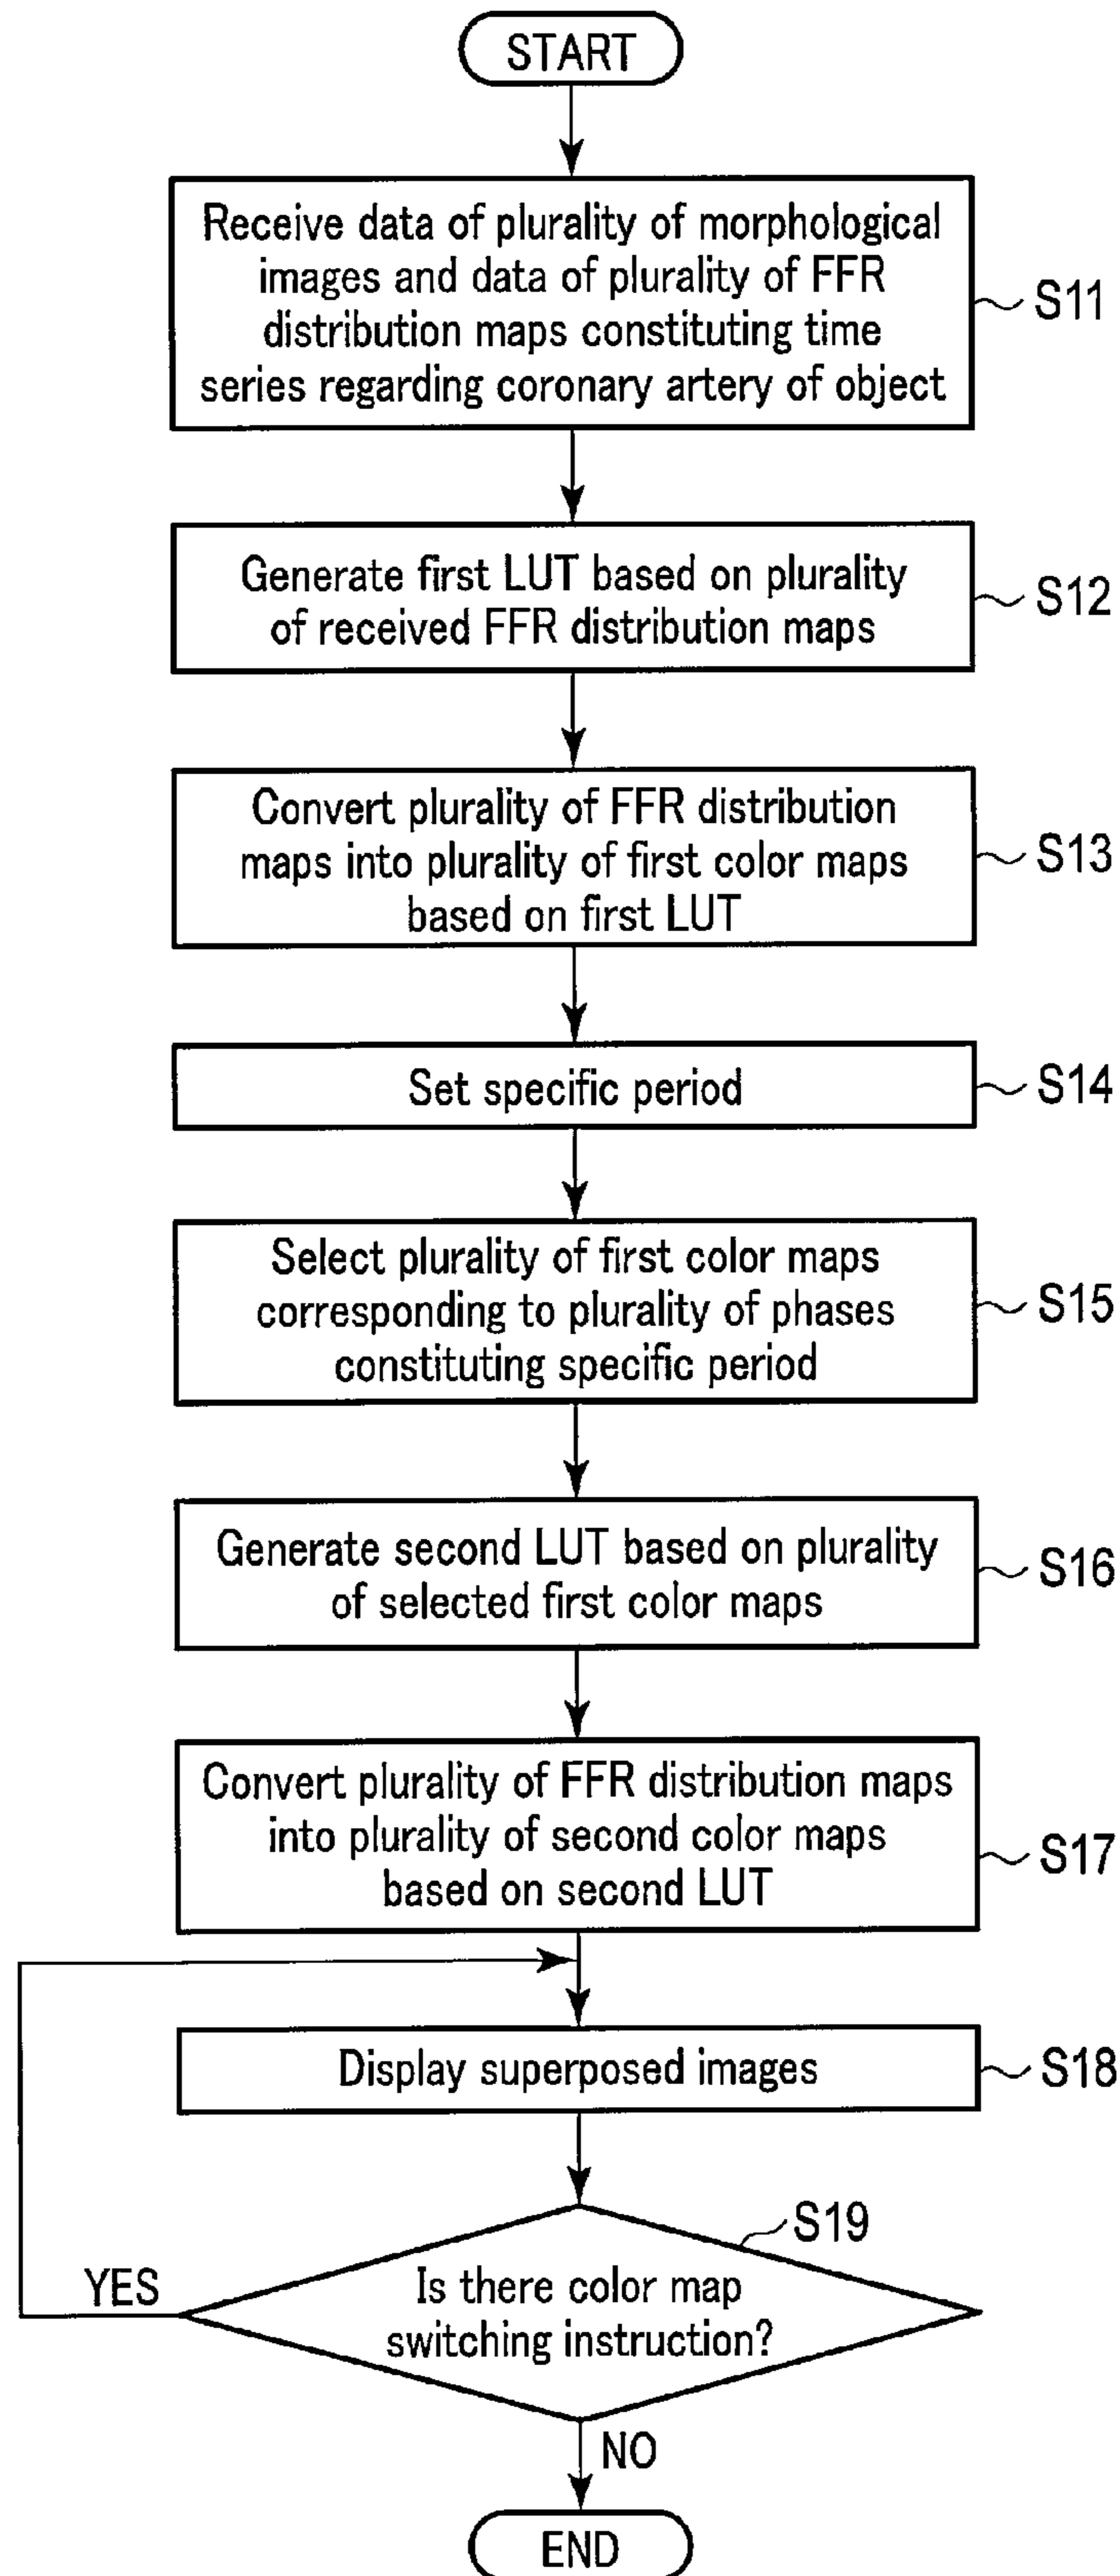 START
Receive data of plurality of morphological
images and data of plurality of FFR
distribution maps constituting time
series regarding coronary artery of object
S11
Generate first LUT based on plurality
of received FFR distribution maps
S12
Convert plurality of FFR distribution
maps into plurality of first color maps
based on first LUT
S13
Set specific period
S14
Select plurality of first color maps
corresponding to plurality of phases
constituting specific period
S15
Generate second LUT based on plurality
of selected first color maps
S16
Convert plurality of FFR distribution maps
into plurality of second color maps
based on second LUT
S17
Display superposed images
S18
S19
YES
Is there color map
switching instruction?
NO
END